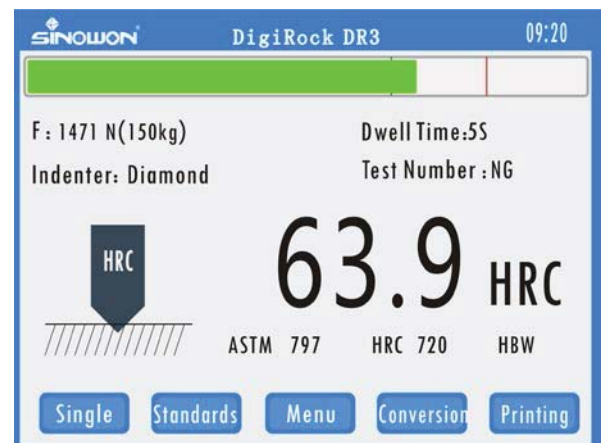 SINOWON DigiRock DR3 09:20
F: 1471 N(150kg) Dwell Time:5S
Indenter: Diamond Test Number :NG
HRC 63.9 HRC
ASTM 797 HRC 720 HBW
Single Standards Menu Conversion Printing